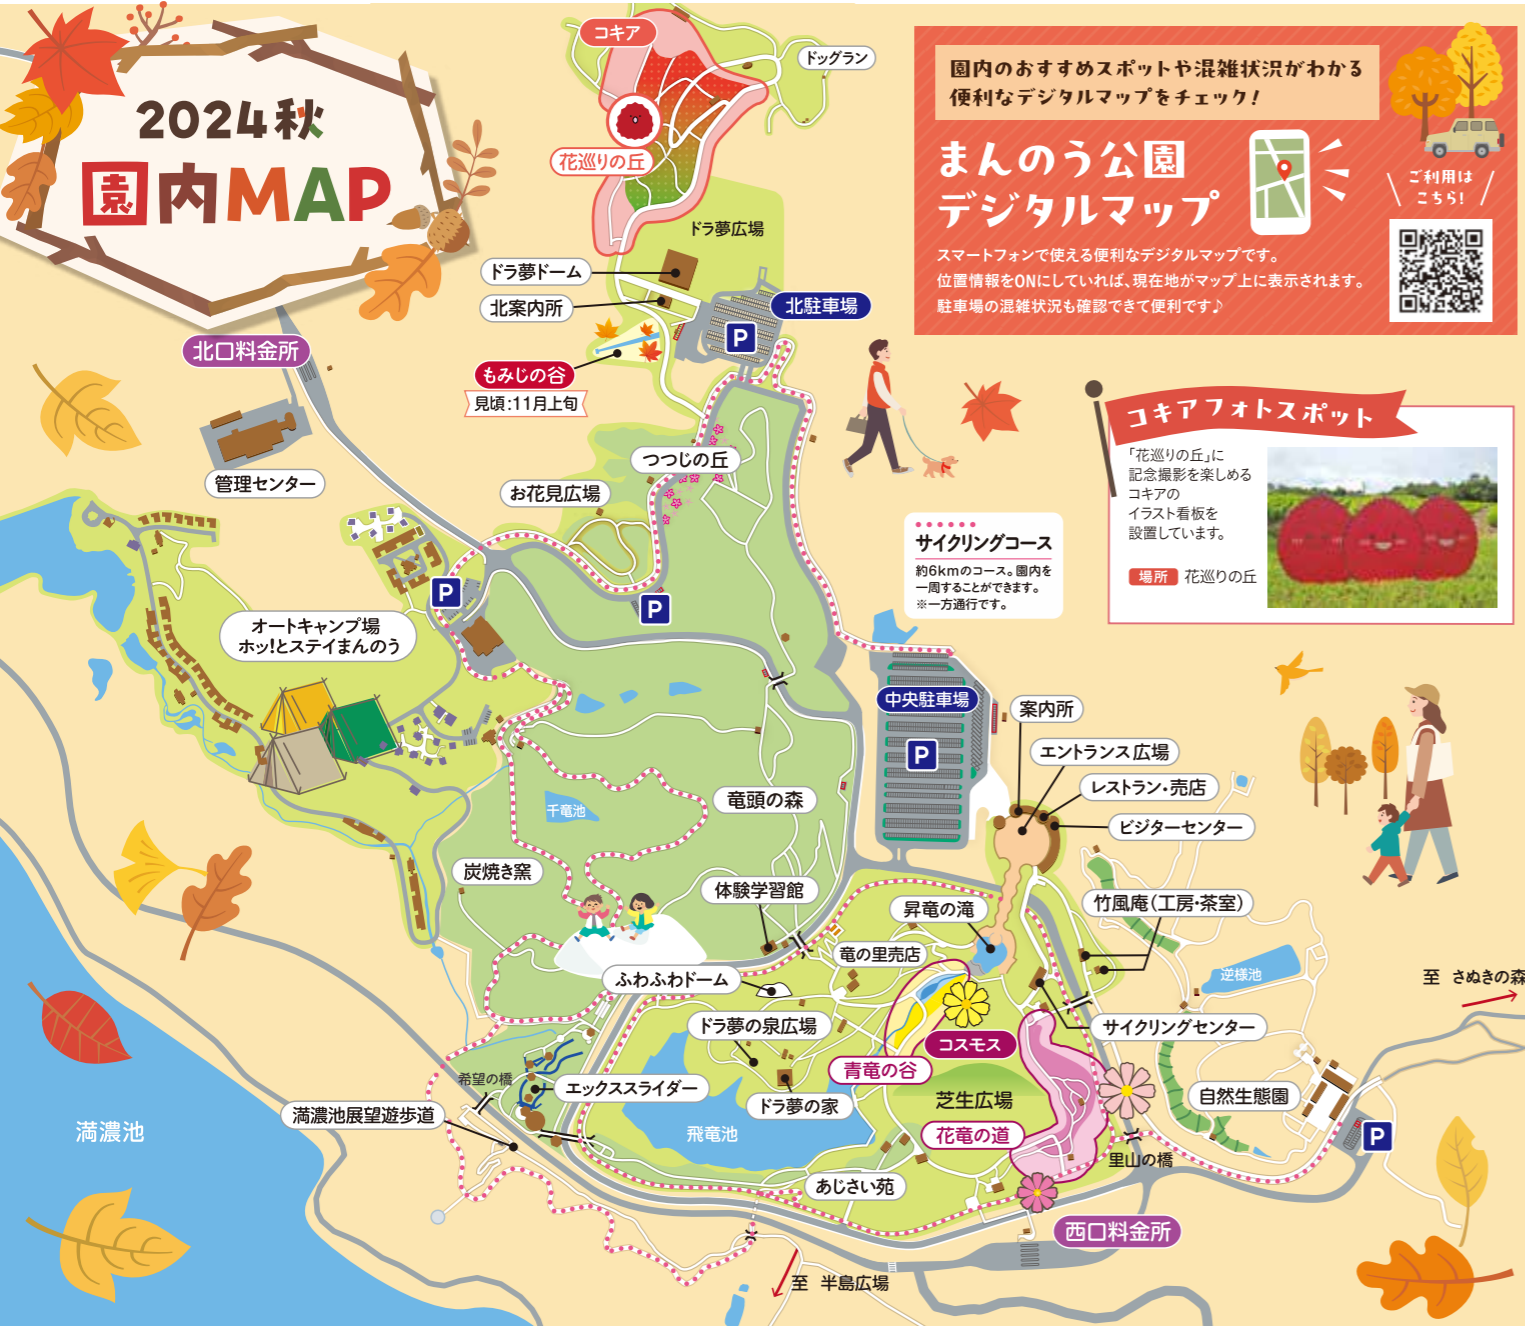 2024秋
園内MAP
コキア
ドッグラン
花巡りの丘
ドラ夢広場
ドラ夢ドーム
北案内所
北駐車場
P
北口料金所
もみじの谷
見頃：11月上旬
管理センター
つつじの丘
お花見広場
P
P
オートキャンプ場
ホッ!とステイまんのう
園内のおすすめスポットや混雑状況がわかる
便利なデジタルマップをチェック!
まんのう公園
デジタルマップ
スマートフォンで使える便利なデジタルマップです。
位置情報をONにしていれば、現在地がマップ上に表示されます。
駐車場の混雑状況も確認できて便利です♪
ご利用は
こちら!
コキアフォトスポット
「花巡りの丘」に
記念撮影を楽しめる
コキアの
イラスト看板を
設置しています。
場所 花巡りの丘
サイクリングコース
約6kmのコース。園内を
一周することができます。
※一方通行です。
中央駐車場
P
案内所
エントランス広場
レストラン・売店
ビジターセンター
千竜池
竜頭の森
炭焼き窯
体験学習館
昇竜の滝
竹風庵（工房・茶室）
竜の里売店
ふわふわドーム
逆様池
至 さぬきの森
ドラ夢の泉広場
コスモス
サイクリングセンター
青竜の谷
希望の橋
エックススライダー
ドラ夢の家
芝生広場
自然生態園
満濃池展望遊歩道
満濃池
飛竜池
花竜の道
P
里山の橋
あじさい苑
西口料金所
至 半島広場